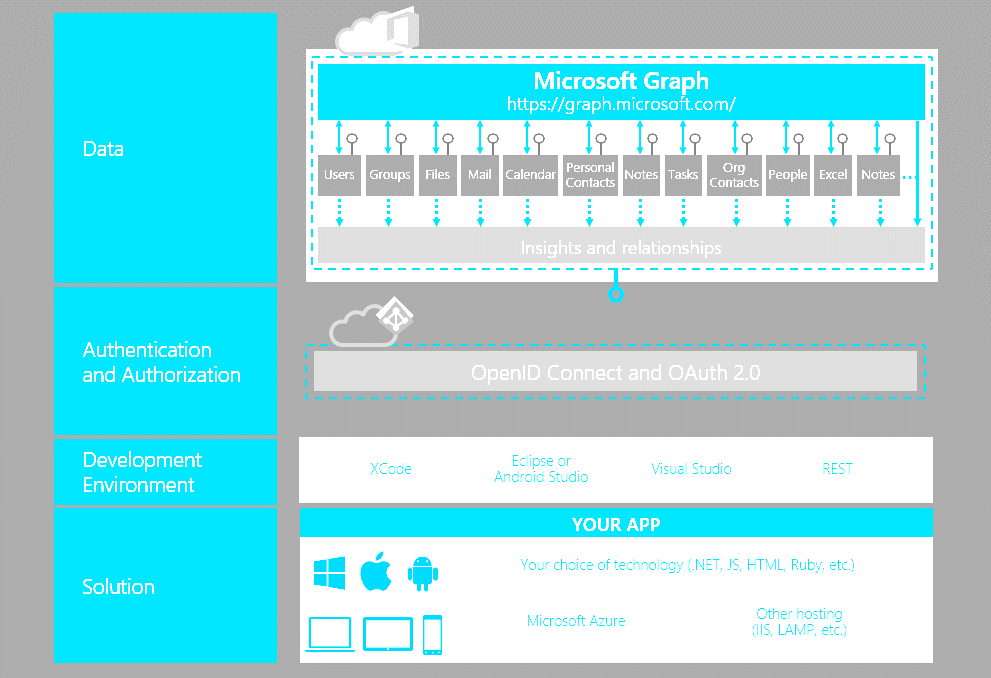 Data
Microsoft Graph
https://graph.microsoft.com/
Users
Groups
Files
Mail
Calendar
Personal
Contacts
Notes
Tasks
Org
Contacts
People
Excel
Notes
...
Insights and relationships
Authentication
and Authorization
OpenID Connect and OAuth 2.0
Development
Environment
XCode
Eclipse or
Android Studio
Visual Studio
REST
Solution
YOUR APP
Your choice of technology (.NET, JS, HTML, Ruby, etc.)
Microsoft Azure
Other hosting
(IIS, LAMP, etc.)